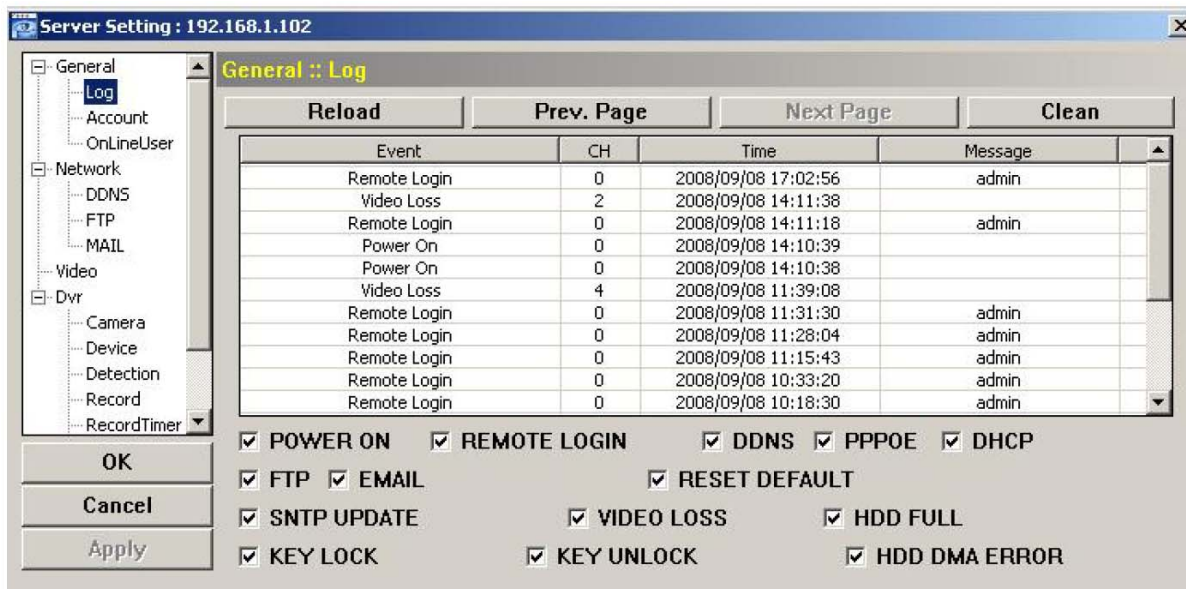 Server Setting : 192.168.1.102
General
Log
Account
OnLineUser
Network
DDNS
FTP
MAIL
Video
Dvr
Camera
Device
Detection
Record
RecordTimer
OK
Cancel
Apply
General :: Log
Reload Prev. Page Next Page Clean
Event CH Time Message
Remote Login 0 2008/09/08 17:02:56 admin
Video Loss 2 2008/09/08 14:11:38
Remote Login 0 2008/09/08 14:11:18 admin
Power On 0 2008/09/08 14:10:39
Power On 0 2008/09/08 14:10:38
Video Loss 4 2008/09/08 11:39:08
Remote Login 0 2008/09/08 11:31:30 admin
Remote Login 0 2008/09/08 11:28:04 admin
Remote Login 0 2008/09/08 11:15:43 admin
Remote Login 0 2008/09/08 10:33:20 admin
Remote Login 0 2008/09/08 10:18:30 admin
POWER ON REMOTE LOGIN DDNS PPPOE DHCP
FTP EMAIL RESET DEFAULT
SNTP UPDATE VIDEO LOSS HDD FULL
KEY LOCK KEY UNLOCK HDD DMA ERROR